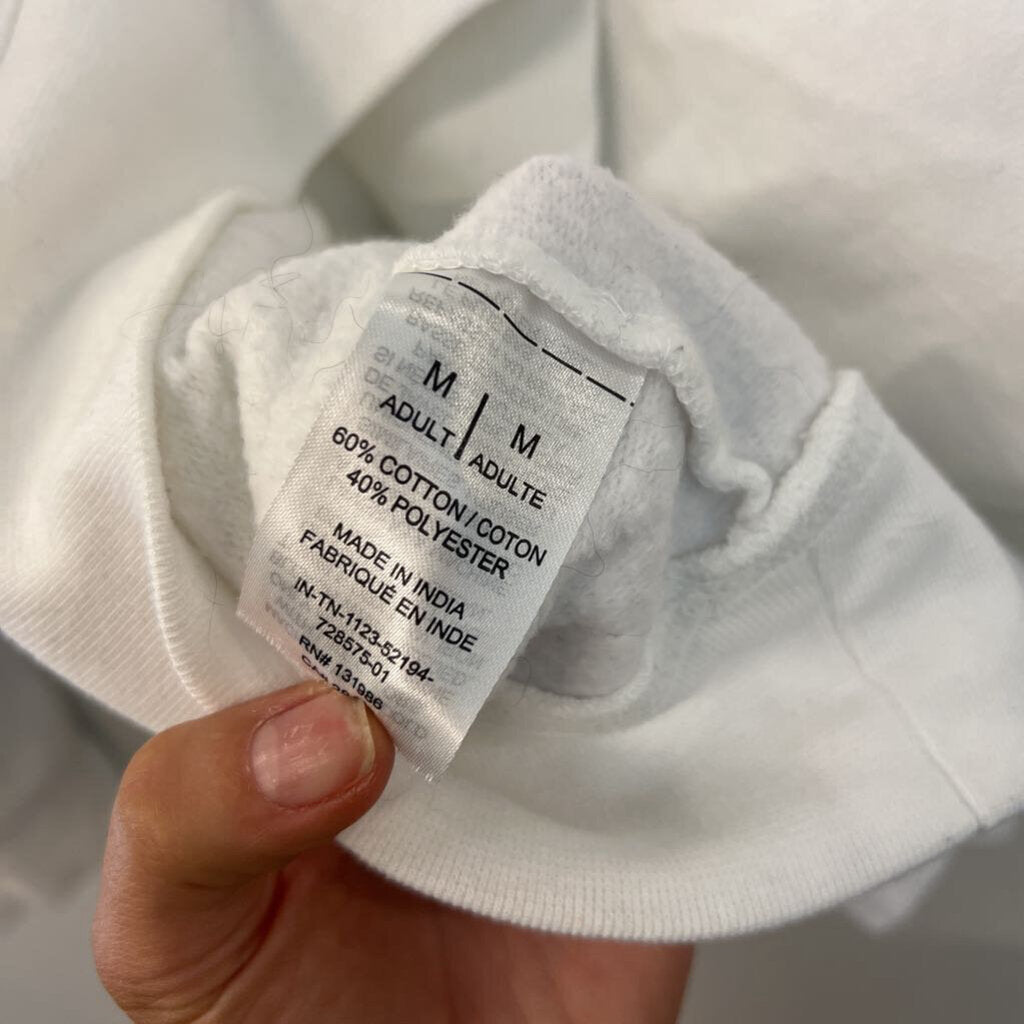 M | M
ADULT | ADULTE
60% COTTON / COTON
40% POLYESTER
MADE IN INDIA
FABRIQUÉ EN INDE
IN-TN-1123-52194-
728575-01
RN# 131986